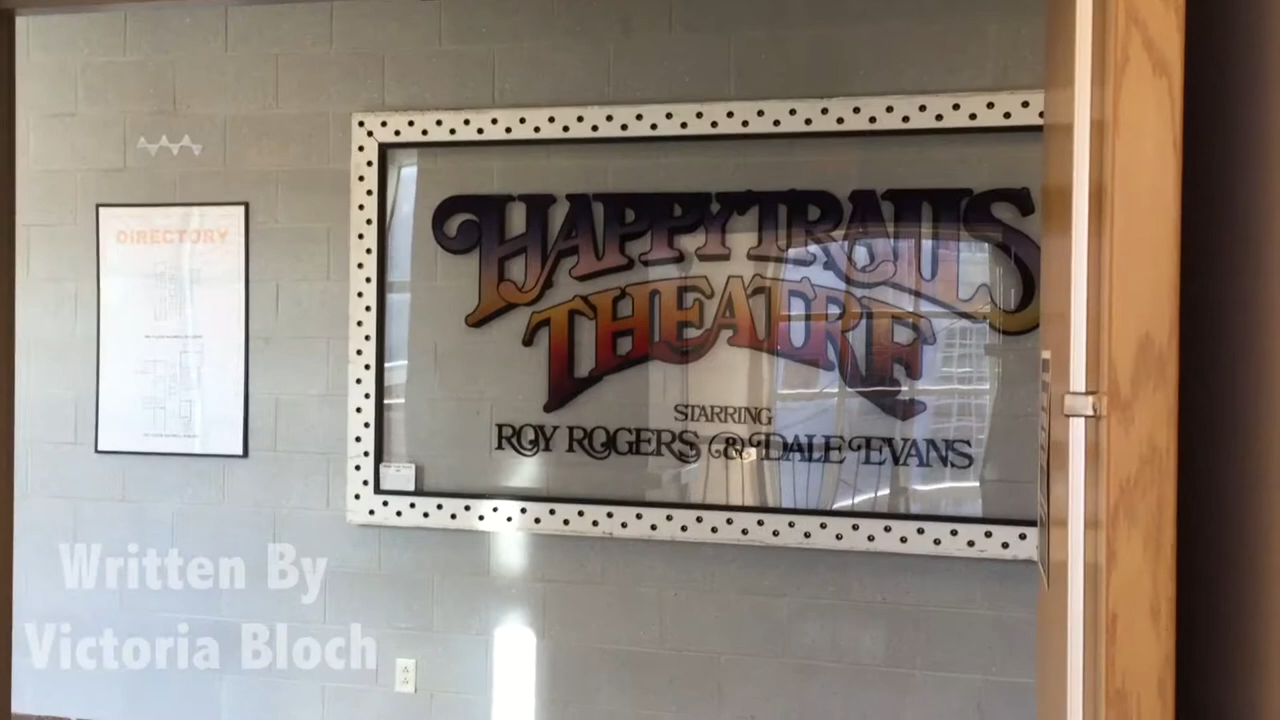 DIRECTORY
HAPPY TRAILS
THEATRE
STARRING
ROY ROGERS & DALE EVANS
Written By
Victoria Bloch